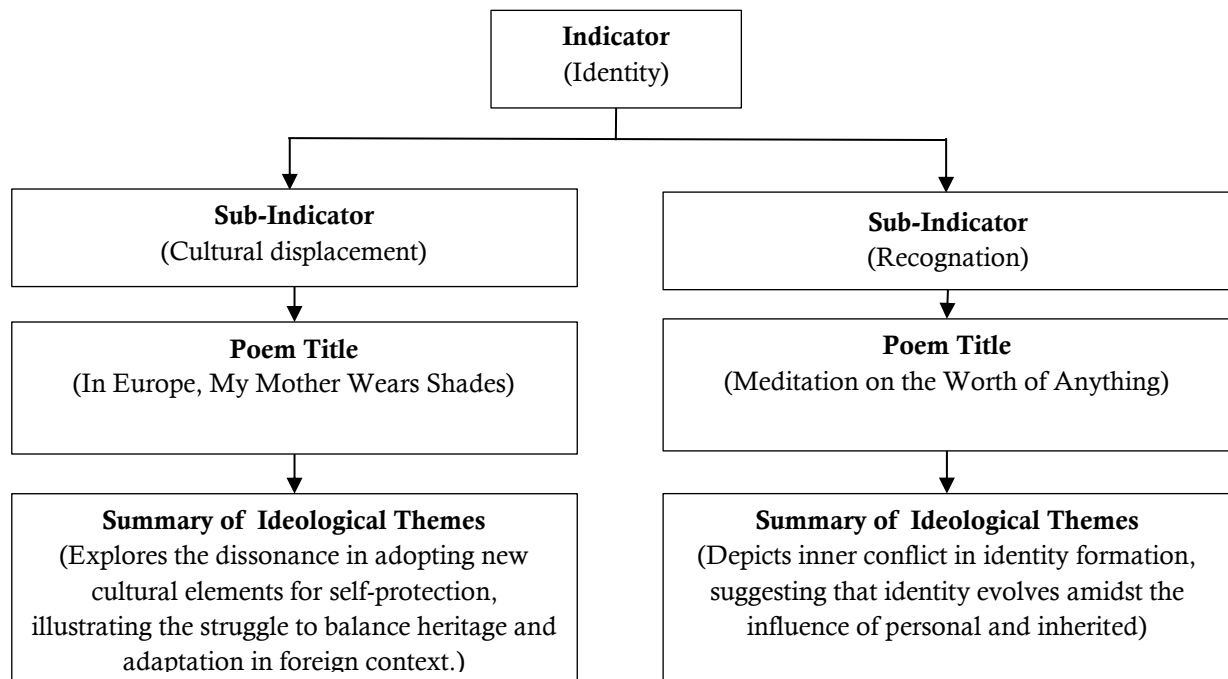 Indicator
(Identity)
Sub-Indicator
(Cultural displacement)
Poem Title
(In Europe, My Mother Wears Shades)
Summary of Ideological Themes
(Explores the dissonance in adopting new
cultural elements for self-protection,
illustrating the struggle to balance heritage and
adaptation in foreign context.)
Sub-Indicator
(Recognation)
Poem Title
(Meditation on the Worth of Anything)
Summary of Ideological Themes
(Depicts inner conflict in identity formation,
suggesting that identity evolves amidst the
influence of personal and inherited)